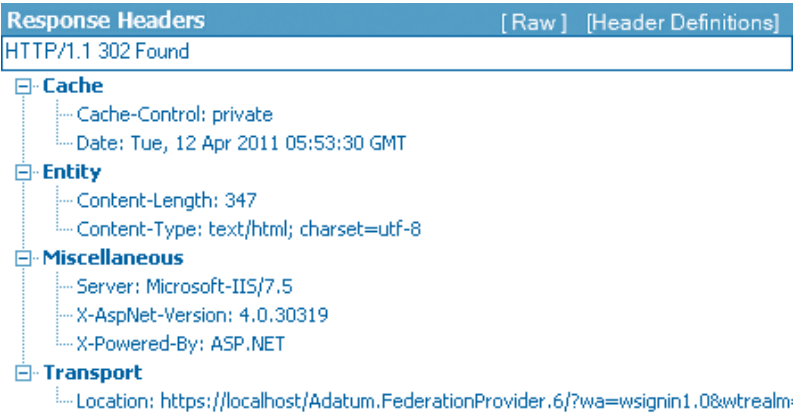 Response Headers [ Raw ] [Header Definitions]
HTTP/1.1 302 Found
Cache
Cache-Control: private
Date: Tue, 12 Apr 2011 05:53:30 GMT
Entity
Content-Length: 347
Content-Type: text/html; charset=utf-8
Miscellaneous
Server: Microsoft-IIS/7.5
X-AspNet-Version: 4.0.30319
X-Powered-By: ASP.NET
Transport
Location: https://localhost/Adatum.FederationProvider.6/?wa=wsignin1.0&wtrealm=